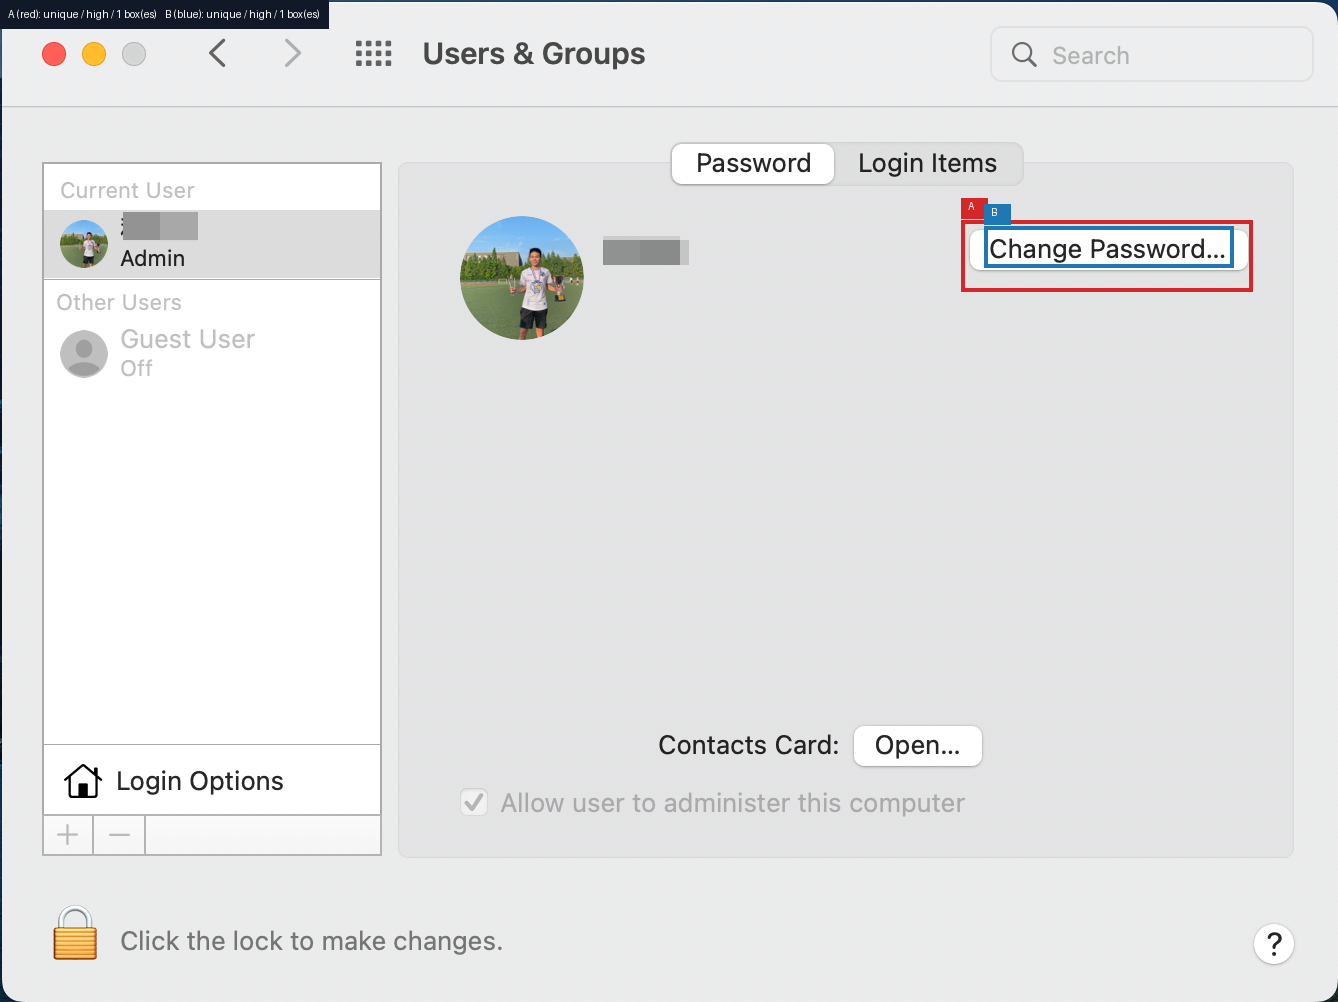 A (red): unique / high / 1 box(es) B (blue): unique / high / 1 box(es)
Users & Groups
Search
Password Login Items
Current User
Admin
Other Users
Guest User
Off
A
B
Change Password...
Contacts Card: Open...
Allow user to administer this computer
Login Options
Click the lock to make changes.
?